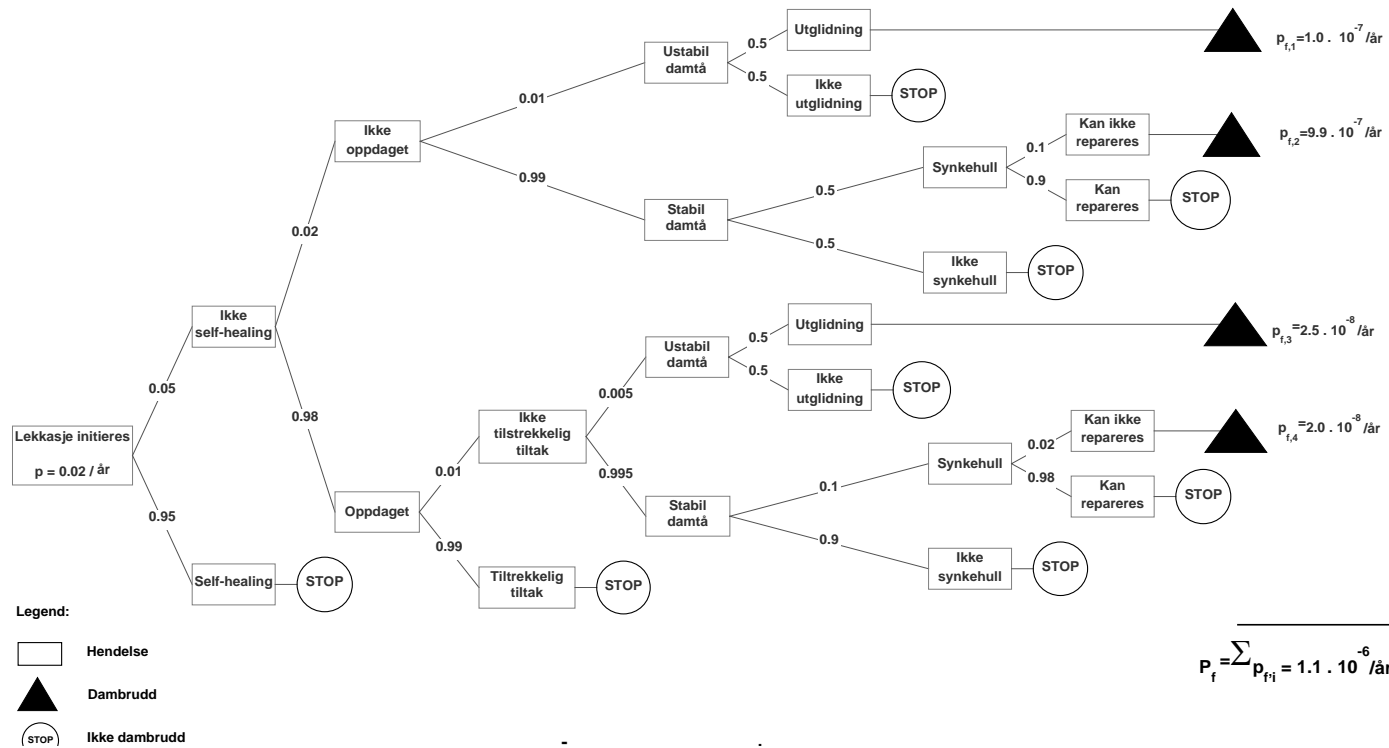 Utglidning
p f,1 =1.0 . 10 -7 /år
0.5
Ustabil
damtå
0.5
Ikke
utglidning
STOP
0.01
Ikke
oppdaget
Kan ikke
repareres
p f,2 =9.9 . 10 -7 /år
0.1
Synkehull
0.9
Kan
repareres
STOP
0.99
0.5
Stabil
damtå
0.5
0.02
Ikke
synkehull
STOP
Ikke
self-healing
Utglidning
p f,3 =2.5 . 10 -8 /år
0.5
Ustabil
damtå
0.5
Ikke
utglidning
STOP
0.05
0.005
0.98
Ikke
tilstrekkelig
tiltak
Kan ikke
repareres
p f,4 =2.0 . 10 -8 /år
Lekkasje initieres
p = 0.02 / år
0.02
Synkehull
0.98
Kan
repareres
STOP
0.01
0.995
0.1
Stabil
damtå
0.9
Oppdaget
0.95
0.99
Ikke
synkehull
STOP
Self-healing
STOP
Tiltrekkelig
tiltak
STOP
Legend:
Hendelse
Dambrudd
STOP
Ikke dambrudd
P f = ∑ p f,i = 1.1 . 10 -6 /år